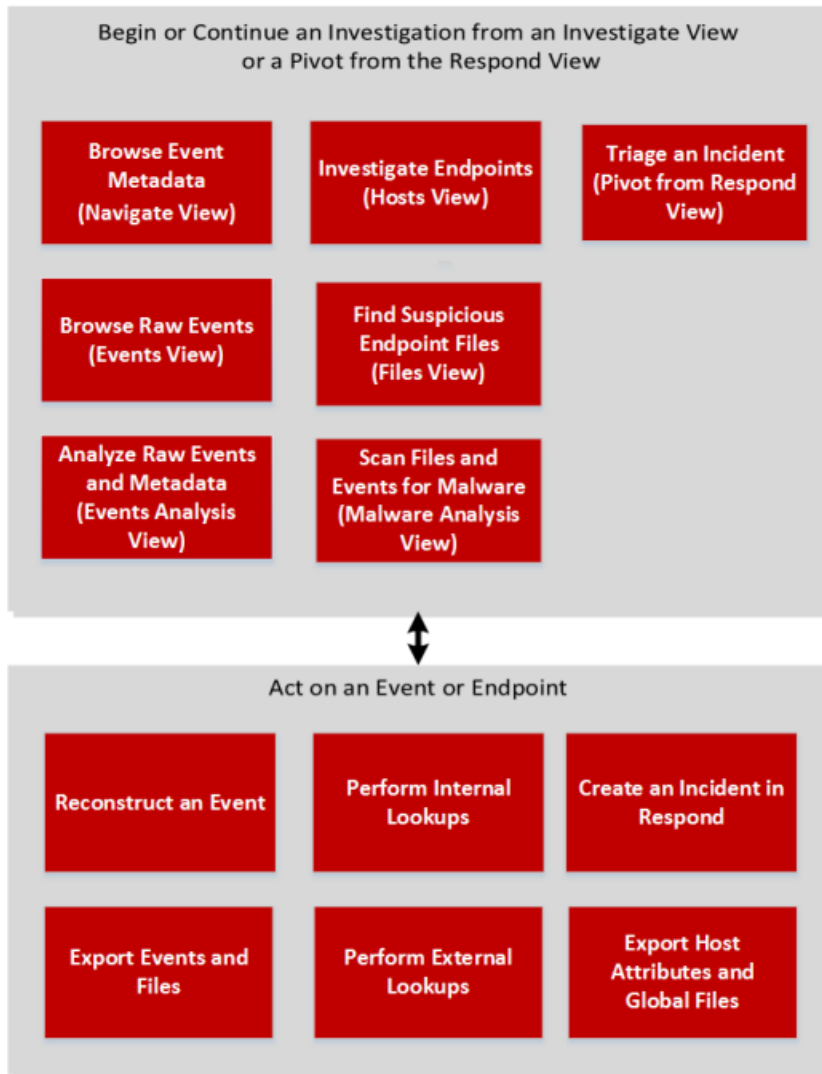 Begin or Continue an Investigation from an Investigate View
or a Pivot from the Respond View
Browse Event
Metadata
(Navigate View)
Investigate Endpoints
(Hosts View)
Triage an Incident
(Pivot from Respond
View)
Browse Raw Events
(Events View)
Find Suspicious
Endpoint Files
(Files View)
Analyze Raw Events
and Metadata
(Events Analysis
View)
Scan Files and
Events for Malware
(Malware Analysis
View)
Act on an Event or Endpoint
Reconstruct an Event
Perform Internal
Lookups
Create an Incident in
Respond
Export Events and
Files
Perform External
Lookups
Export Host
Attributes and
Global Files